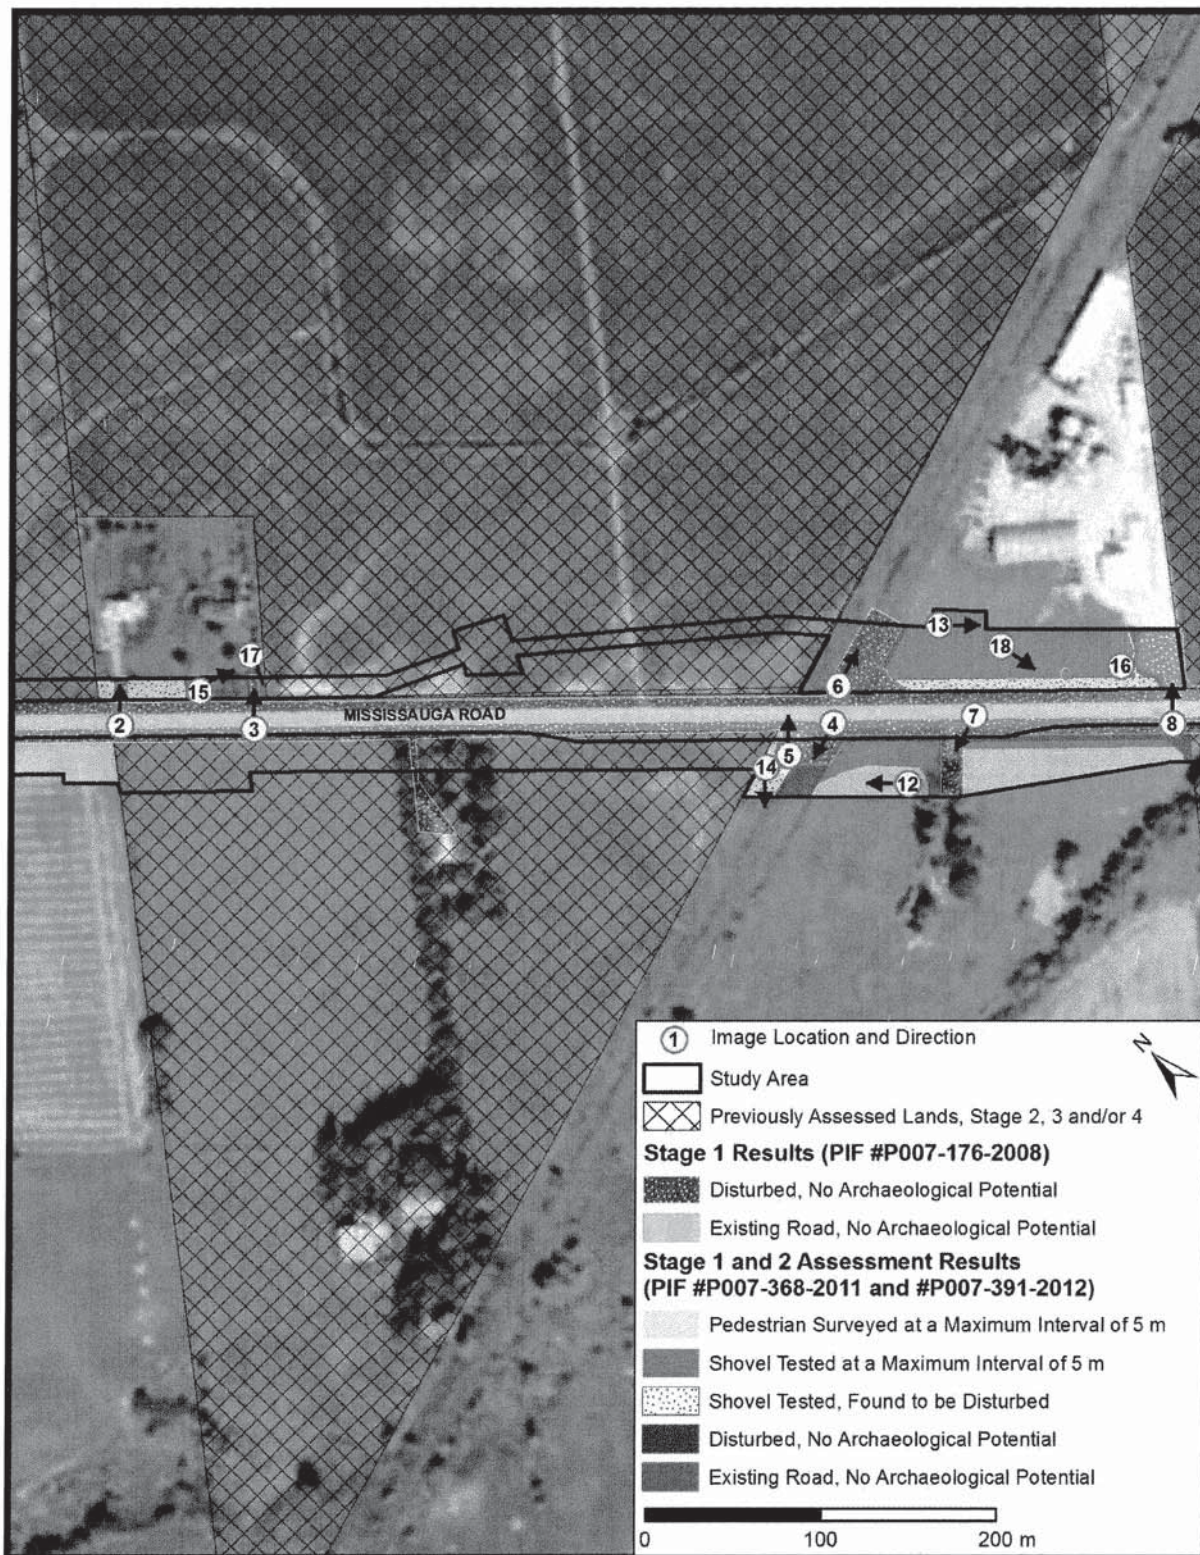 13
17
18
16
15
6
2
3
MISSISSAUGA ROAD
4
7
8
5
14
12
1 Image Location and Direction
N
Study Area
Previously Assessed Lands, Stage 2, 3 and/or 4
Stage 1 Results (PIF #P007-176-2008)
Disturbed, No Archaeological Potential
Existing Road, No Archaeological Potential
Stage 1 and 2 Assessment Results
(PIF #P007-368-2011 and #P007-391-2012)
Pedestrian Surveyed at a Maximum Interval of 5 m
Shovel Tested at a Maximum Interval of 5 m
Shovel Tested, Found to be Disturbed
Disturbed, No Archaeological Potential
Existing Road, No Archaeological Potential
0 100 200 m